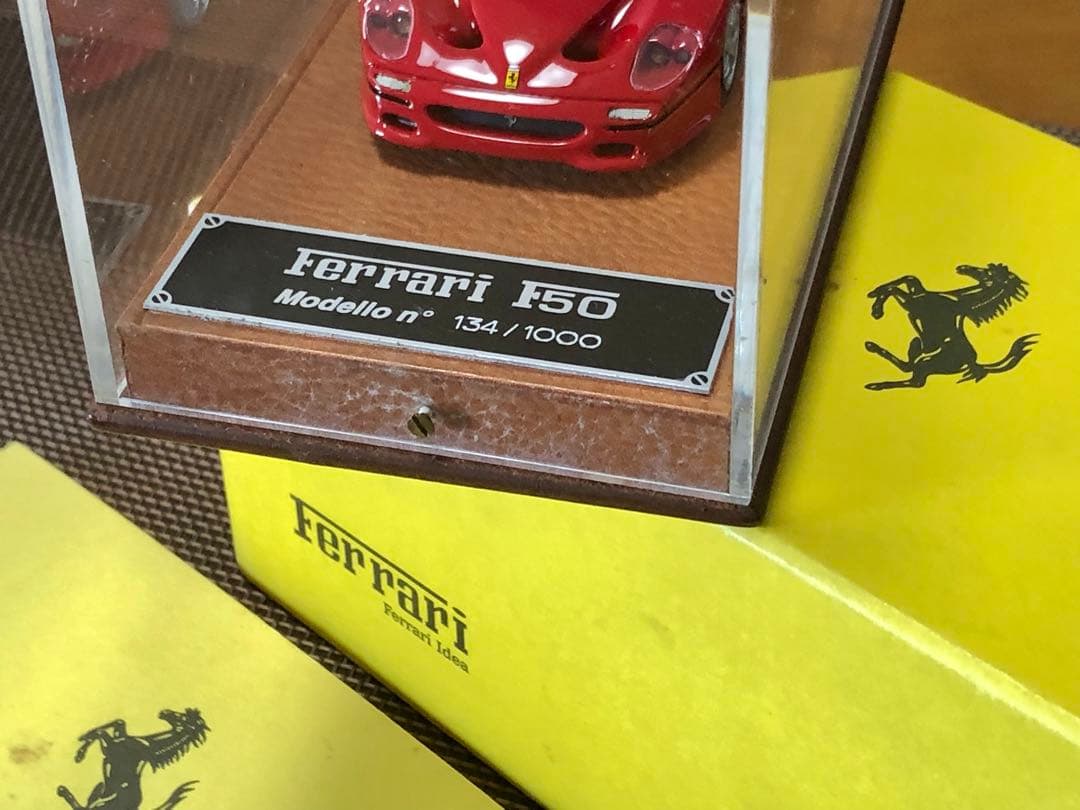 Ferrari F50
Modello n° 134 / 1000
Ferrari
Ferrari Idea